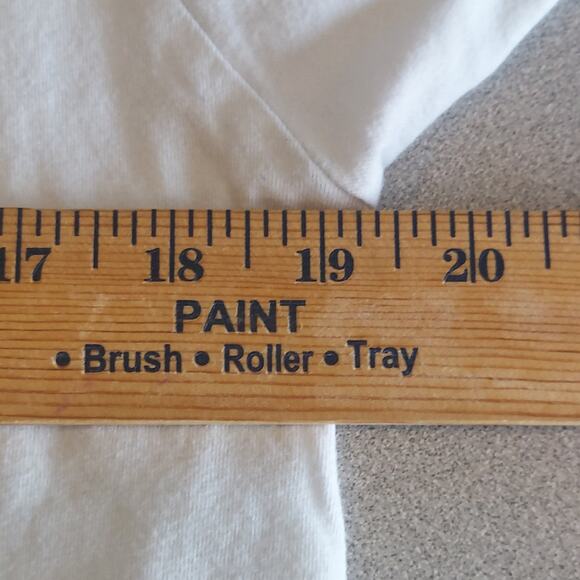 17 18 19 20
PAINT
• Brush • Roller • Tray